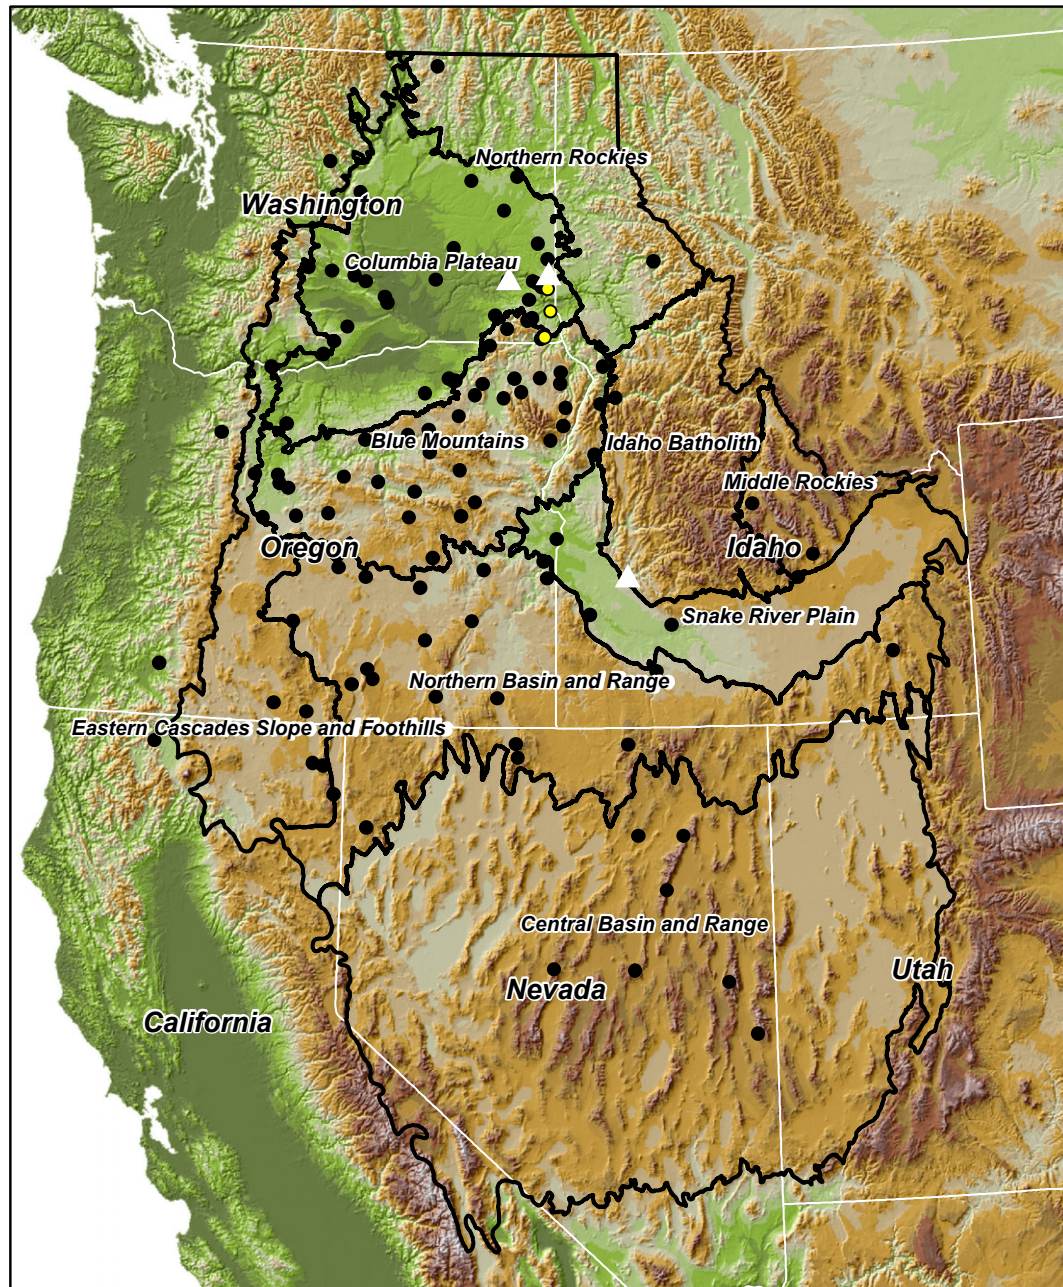 Northern Rockies
Washington
Columbia Plateau
Blue Mountains
Idaho Batholith
Middle Rockies
Oregon
Idaho
Snake River Plain
Northern Basin and Range
Eastern Cascades Slope and Foothills
Central Basin and Range
Utah
Nevada
California